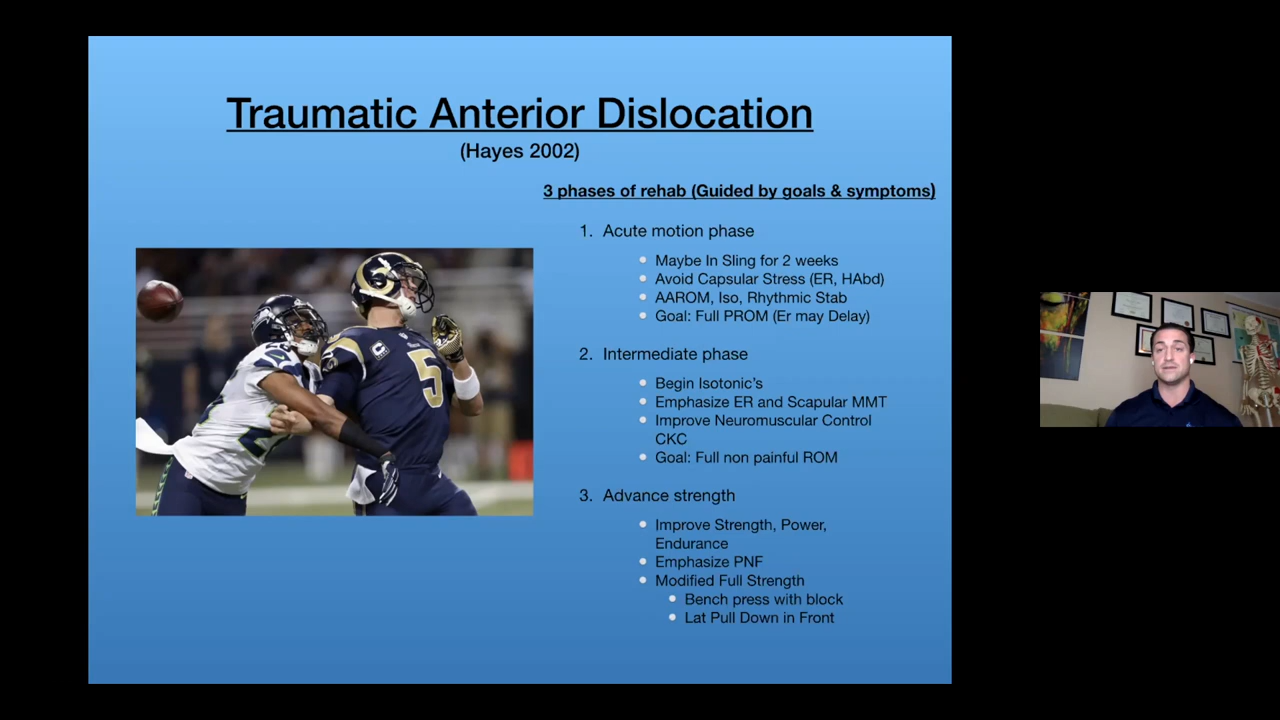 Traumatic Anterior Dislocation
(Hayes 2002)
3 phases of rehab (Guided by goals & symptoms)
1. Acute motion phase
Maybe In Sling for 2 weeks
Avoid Capsular Stress (ER, HAbd)
AAROM, Iso, Rhythmic Stab
Goal: Full PROM (Er may Delay)
2. Intermediate phase
Begin Isotonic's
Emphasize ER and Scapular MMT
Improve Neuromuscular Control
CKC
Goal: Full non painful ROM
3. Advance strength
Improve Strength, Power,
Endurance
Emphasize PNF
Modified Full Strength
Bench press with block
Lat Pull Down in Front
5
C